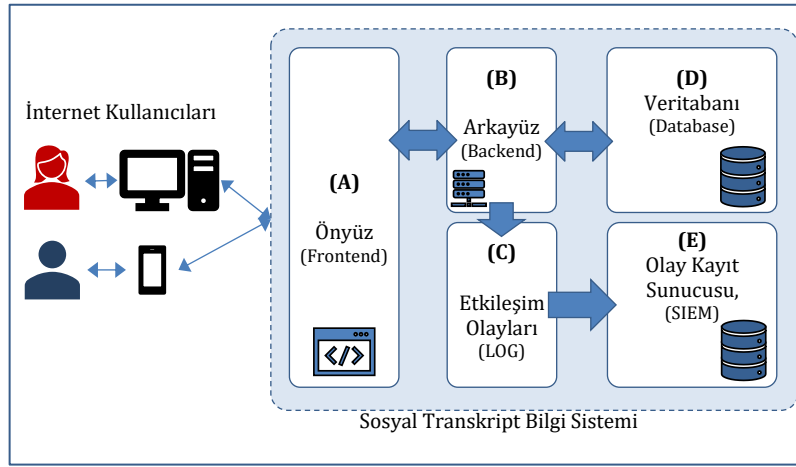 İnternet Kullanıcıları
(A)
Önyüz
(Frontend)
</>
(B)
Arkayüz
(Backend)
(C)
Etkileşim
Olayları
(LOG)
(D)
Veritabanı
(Database)
(E)
Olay Kayıt
Sunucusu,
(SIEM)
Sosyal Transkript Bilgi Sistemi